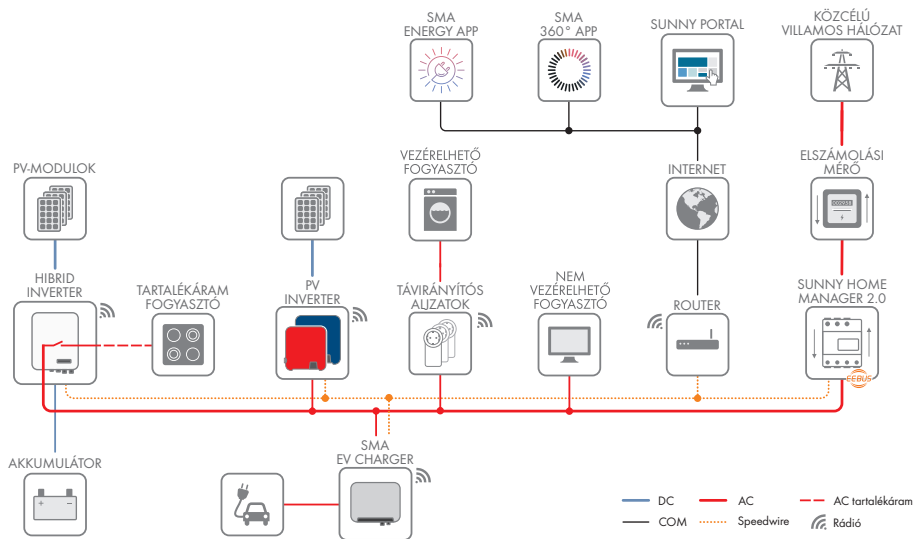 SMA
ENERGY APP
SMA
360° APP
SUNNY PORTAL
KÖZCÉLÚ
VILLAMOS HÁLÓZAT
PV-MODULOK
VEZÉRELHETŐ
FOGYASZTÓ
INTERNET
ELSZÁMOLÁSI
MÉRŐ
HIBRID
INVERTER
TARTALÉKÁRAM
FOGYASZTÓ
PV
INVERTER
TÁVIRÁNYÍTÓS
ALJZATOK
NEM
VEZÉRELHETŐ
FOGYASZTÓ
ROUTER
SUNNY HOME
MANAGER 2.0
EEBUS
AKKUMULÁTOR
SMA
EV CHARGER
DC
AC
AC tartalékáram
COM
Speedwire
Rádió